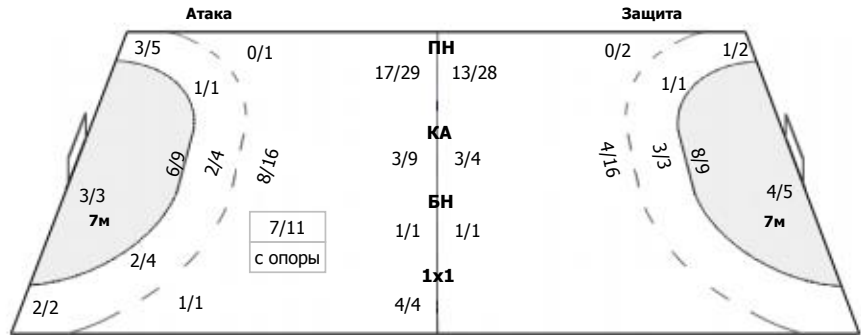 Атака Защита
3/5 0/1 ПН 0/2 1/2
17/29 13/28
1/1 1/1
КА
6/9 2/4 8/16 3/9 3/4 4/16 3/3 8/9
3/3 4/5
7м БН 7м
7/11 1/1 1/1
с опоры
2/4
1x1
2/2 1/1 4/4